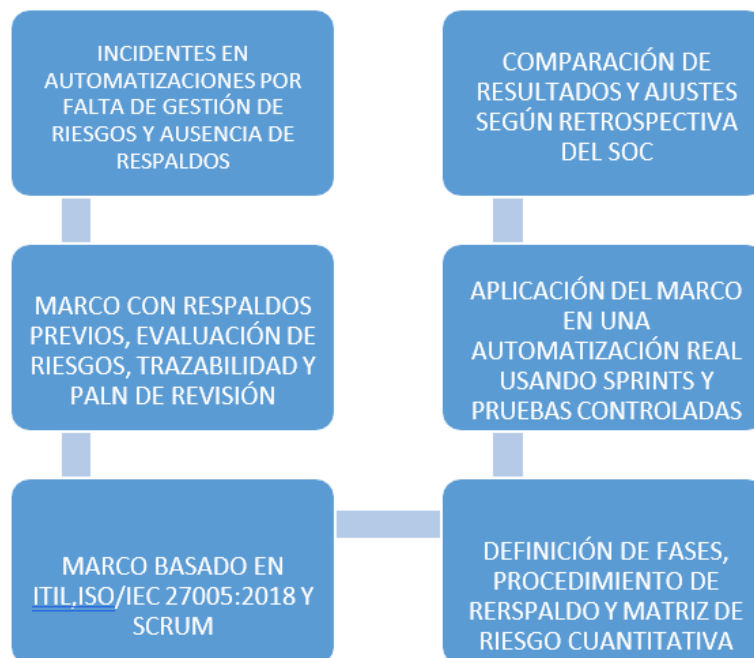 INCIDENTES EN
AUTOMATIZACIONES POR
FALTA DE GESTIÓN DE
RIESGOS Y AUSENCIA DE
RESPALDOS
MARCO CON RESPALDOS
PREVIOS, EVALUACIÓN DE
RIESGOS, TRAZABILIDAD Y
PALN DE REVISIÓN
MARCO BASADO EN
ITIL,ISO/IEC 27005:2018 Y
SCRUM
DEFINICIÓN DE FASES,
PROCEDIMIENTO DE
RERSPALDO Y MATRIZ DE
RIESGO CUANTITATIVA
APLICACIÓN DEL MARCO
EN UNA
AUTOMATIZACIÓN REAL
USANDO SPRINTS Y
PRUEBAS CONTROLADAS
COMPARACIÓN DE
RESULTADOS Y AJUSTES
SEGÚN RETROSPECTIVA
DEL SOC